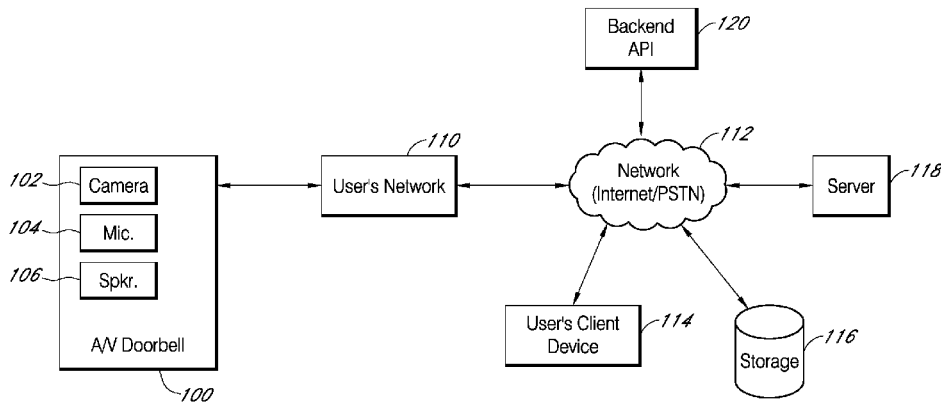 Backend
API
120
110
112
102
Camera
User's Network
Network
(Internet/PSTN)
Server
118
104
Mic.
106
Spkr.
User's Client
Device
114
A/V Doorbell
Storage
116
100